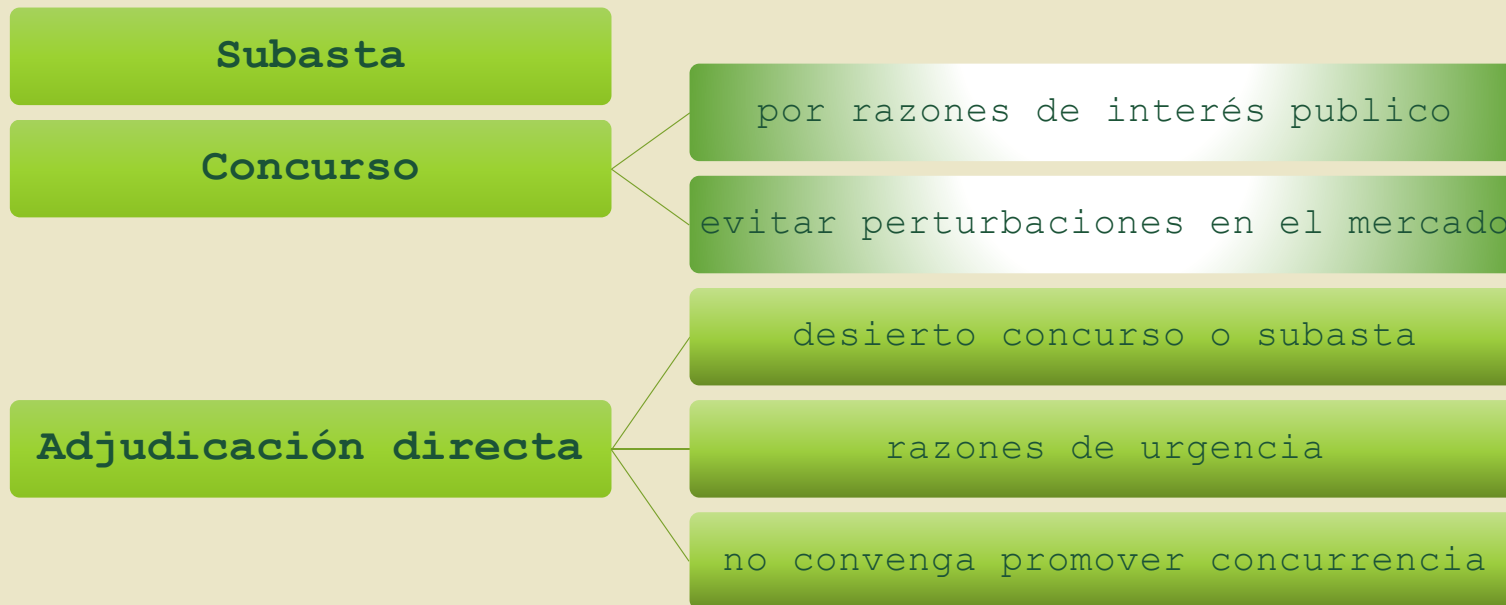 Subasta
Concurso
por razones de interés publico
evitar perturbaciones en el mercado
Adjudicación directa
desierto concurso o subasta
razones de urgencia
no convenga promover concurrencia